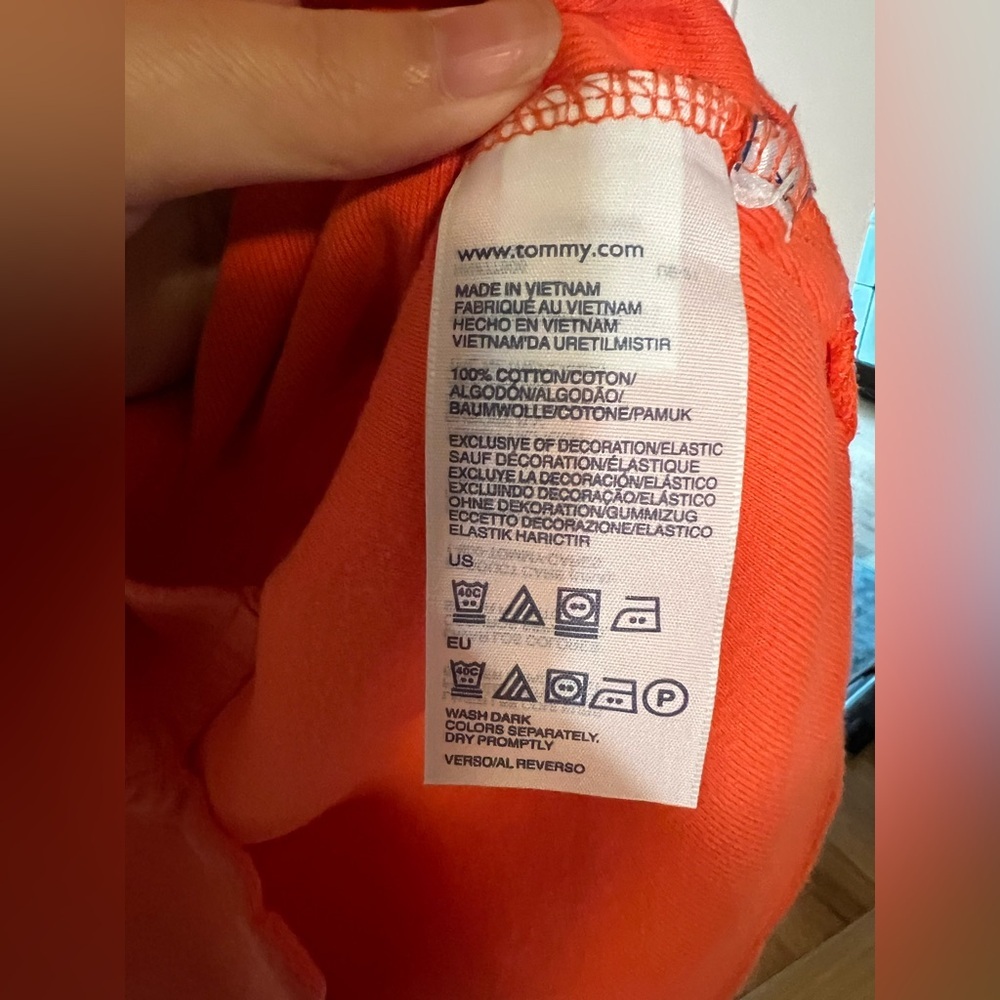 www.tommy.com
MADE IN VIETNAM
FABRIQUÉ AU VIETNAM
HECHO EN VIETNAM
VIETNAM'DA URETILMISTIR
100% COTTON/COTON/
ALGODÓN/ALGODÃO/
BAUMWOLLE/COTONE/PAMUK
EXCLUSIVE OF DECORATION/ELASTIC
SAUF DÉCORATION/ÉLASTIQUE
EXCLUYE LA DECORACIÓN/ELÁSTICO
EXCLUINDO DECORAÇÃO/ELÁSTICO
OHNE DEKORATION/GUMMIZUG
ECCETTO DECORAZIONE/ELASTICO
ELASTIK HARICTIR
US
40C
EU
40C
P
WASH DARK
COLORS SEPARATELY.
DRY PROMPTLY
VERSO/AL REVERSO